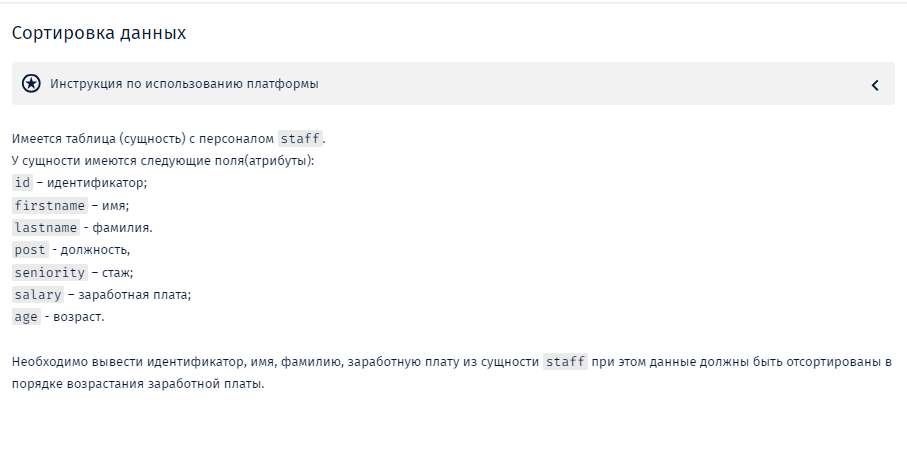 Сортировка данных
Инструкция по использованию платформы
Имеется таблица (сущность) с персоналом staff.
У сущности имеются следующие поля(атрибуты):
id – идентификатор;
firstname – имя;
lastname - фамилия.
post - должность,
seniority – стаж;
salary – заработная плата;
age - возраст.
Необходимо вывести идентификатор, имя, фамилию, заработную плату из сущности staff при этом данные должны быть отсортированы в
порядке возрастания заработной платы.